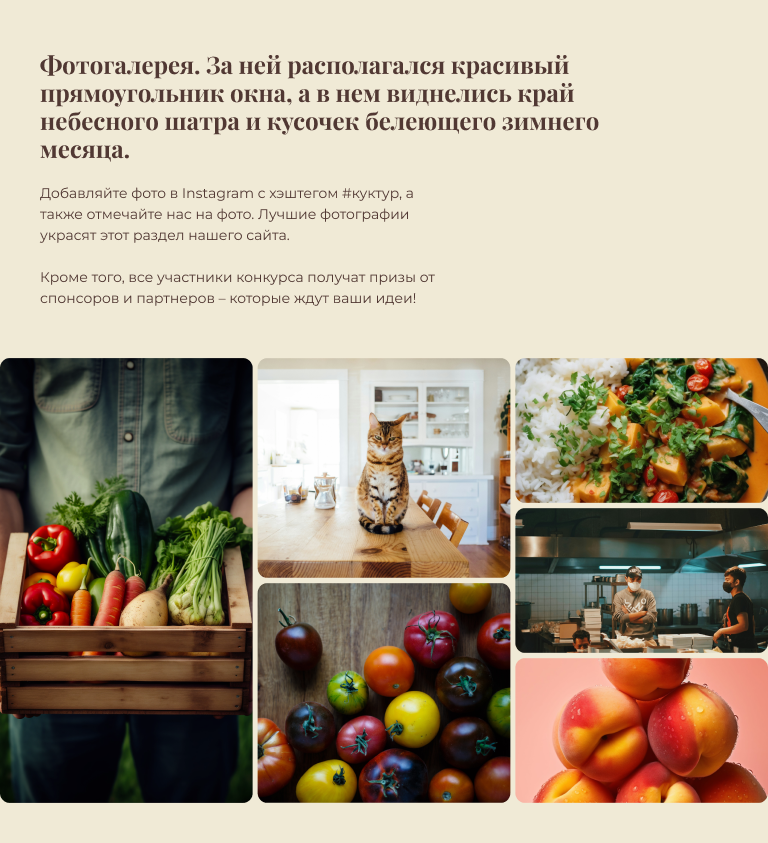 Фотогалерея. За ней располагался красивый
прямоугольник окна, а в нем виднелись край
небесного шатра и кусочек белеющего зимнего
месяца.
Добавляйте фото в Instagram с хэштегом #куктур, а
также отмечайте нас на фото. Лучшие фотографии
украсят этот раздел нашего сайта.
Кроме того, все участники конкурса получат призы от
спонсоров и партнеров – которые ждут ваши идеи!